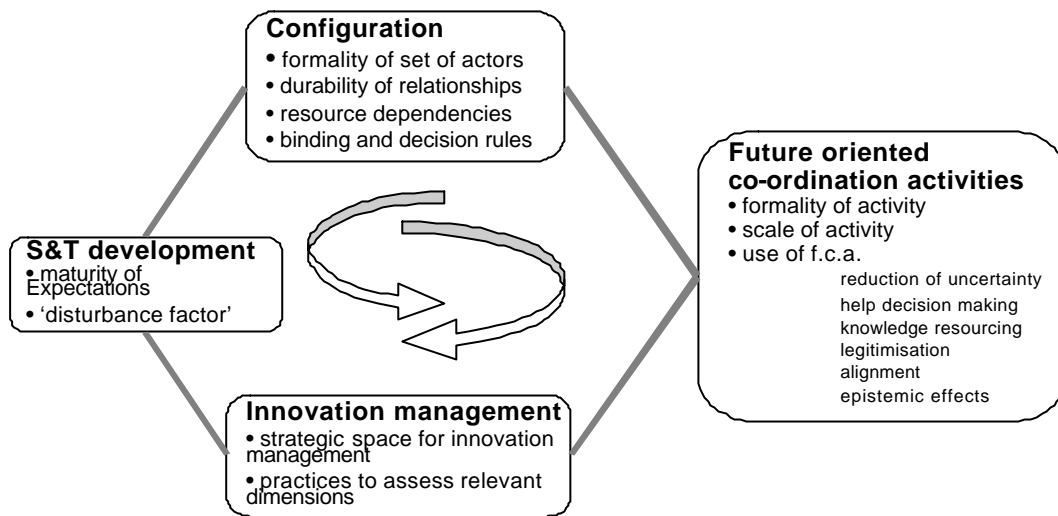 Configuration
• formality of set of actors
• durability of relationships
• resource dependencies
• binding and decision rules
S&T development
• maturity of
Expectations
• ‘disturbance factor’
Innovation management
• strategic space for innovation
management
• practices to assess relevant
dimensions
Future oriented
co-ordination activities
• formality of activity
• scale of activity
• use of f.c.a.
reduction of uncertainty
help decision making
knowledge resourcing
legitimisation
alignment
epistemic effects